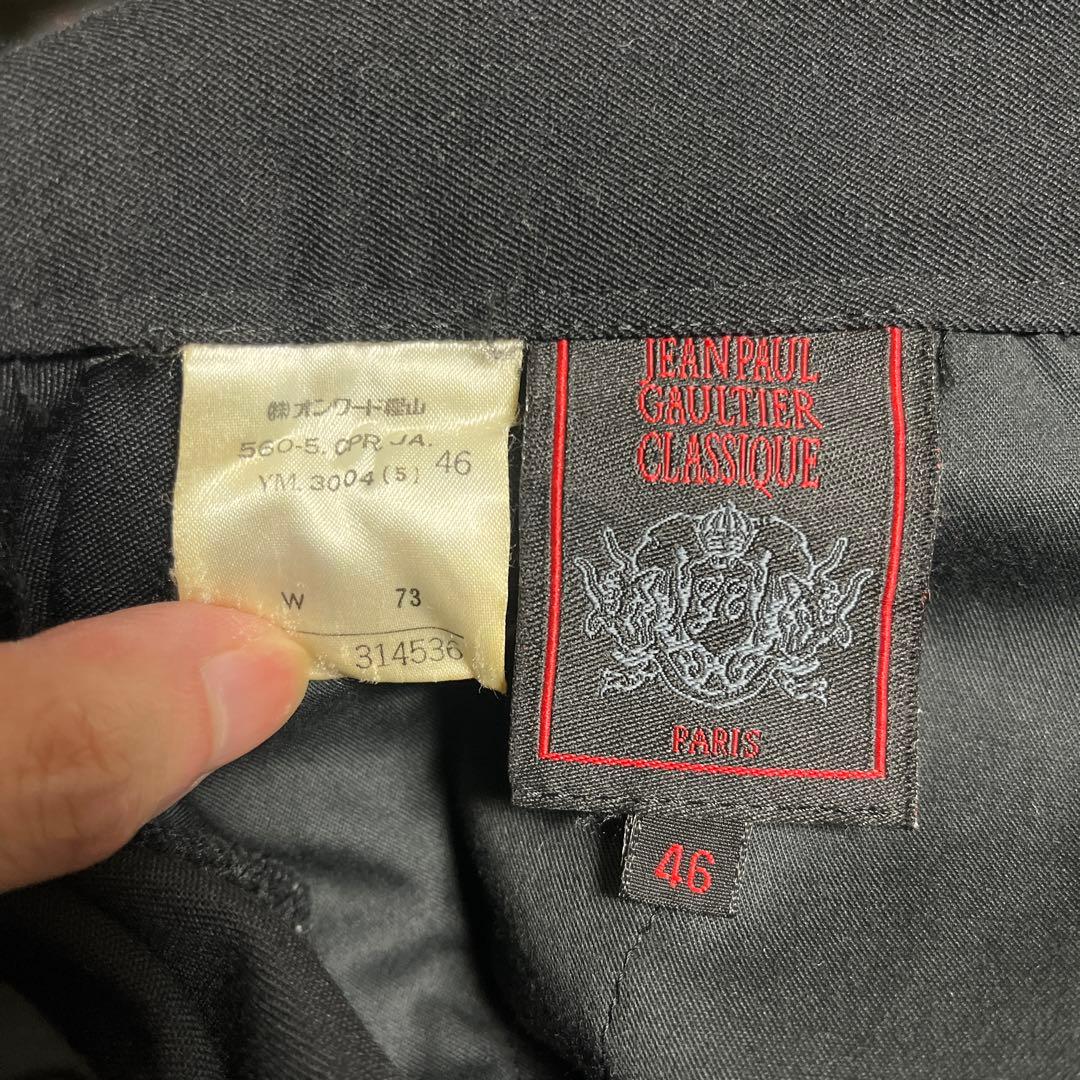 ㈱オンワード樫山
560-5. CPR. JA.
YM. 3004 (5) 46
W 73
314536
JEAN PAUL
GAULTIER
CLASSIQUE
PARIS
46